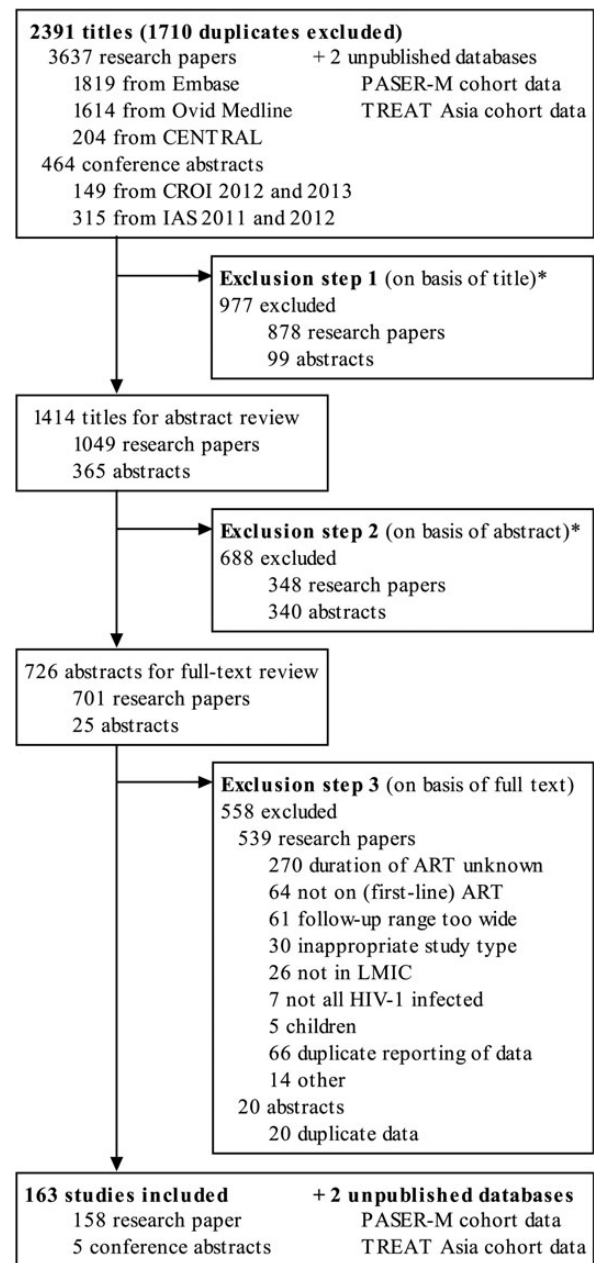 2391 titles (1710 duplicates excluded)
3637 research papers + 2 unpublished databases
1819 from Embase PASER-M cohort data
1614 from Ovid Medline TREAT Asia cohort data
204 from CENTRAL
464 conference abstracts
149 from CROI 2012 and 2013
315 from IAS 2011 and 2012
Exclusion step 1 (on basis of title)*
977 excluded
878 research papers
99 abstracts
1414 titles for abstract review
1049 research papers
365 abstracts
Exclusion step 2 (on basis of abstract)*
688 excluded
348 research papers
340 abstracts
726 abstracts for full-text review
701 research papers
25 abstracts
Exclusion step 3 (on basis of full text)
558 excluded
539 research papers
270 duration of ART unknown
64 not on (first-line) ART
61 follow-up range too wide
30 inappropriate study type
26 not in LMIC
7 not all HIV-1 infected
5 children
66 duplicate reporting of data
14 other
20 abstracts
20 duplicate data
163 studies included + 2 unpublished databases
158 research paper PASER-M cohort data
5 conference abstracts TREAT Asia cohort data